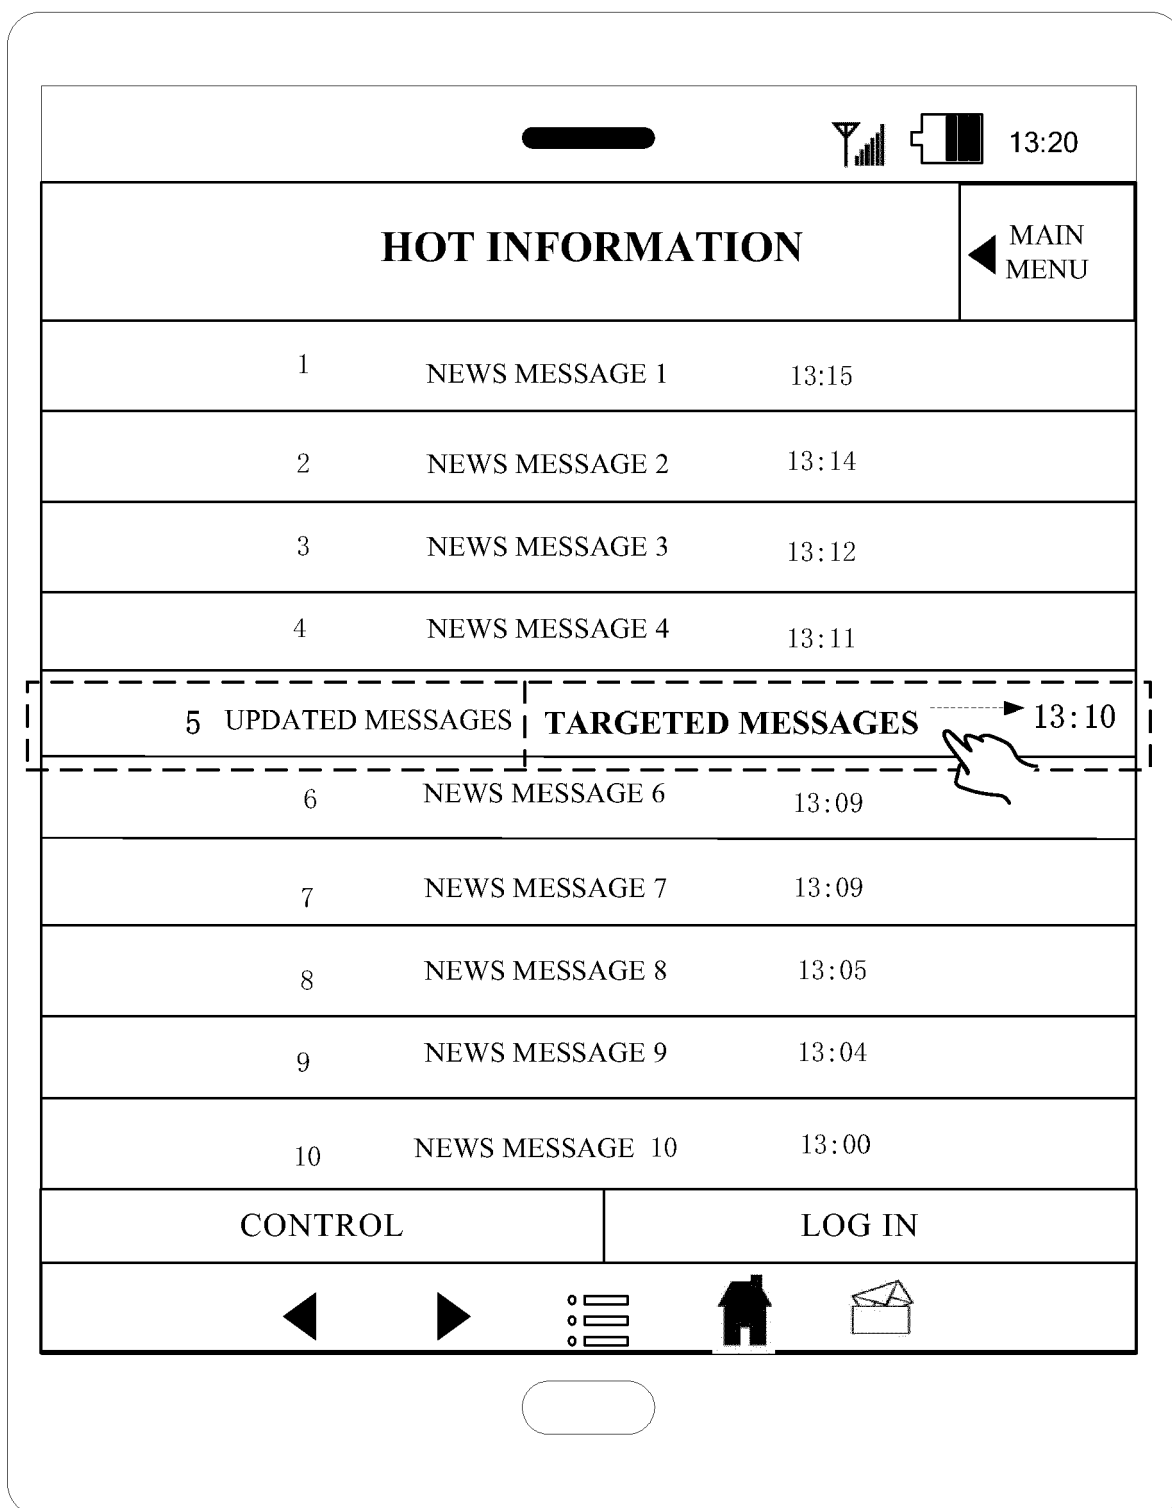 13:20
HOT INFORMATION
MAIN
MENU
1 NEWS MESSAGE 1 13:15
2 NEWS MESSAGE 2 13:14
3 NEWS MESSAGE 3 13:12
4 NEWS MESSAGE 4 13:11
5 UPDATED MESSAGES TARGETED MESSAGES 13:10
6 NEWS MESSAGE 6 13:09
7 NEWS MESSAGE 7 13:09
8 NEWS MESSAGE 8 13:05
9 NEWS MESSAGE 9 13:04
10 NEWS MESSAGE 10 13:00
CONTROL LOG IN